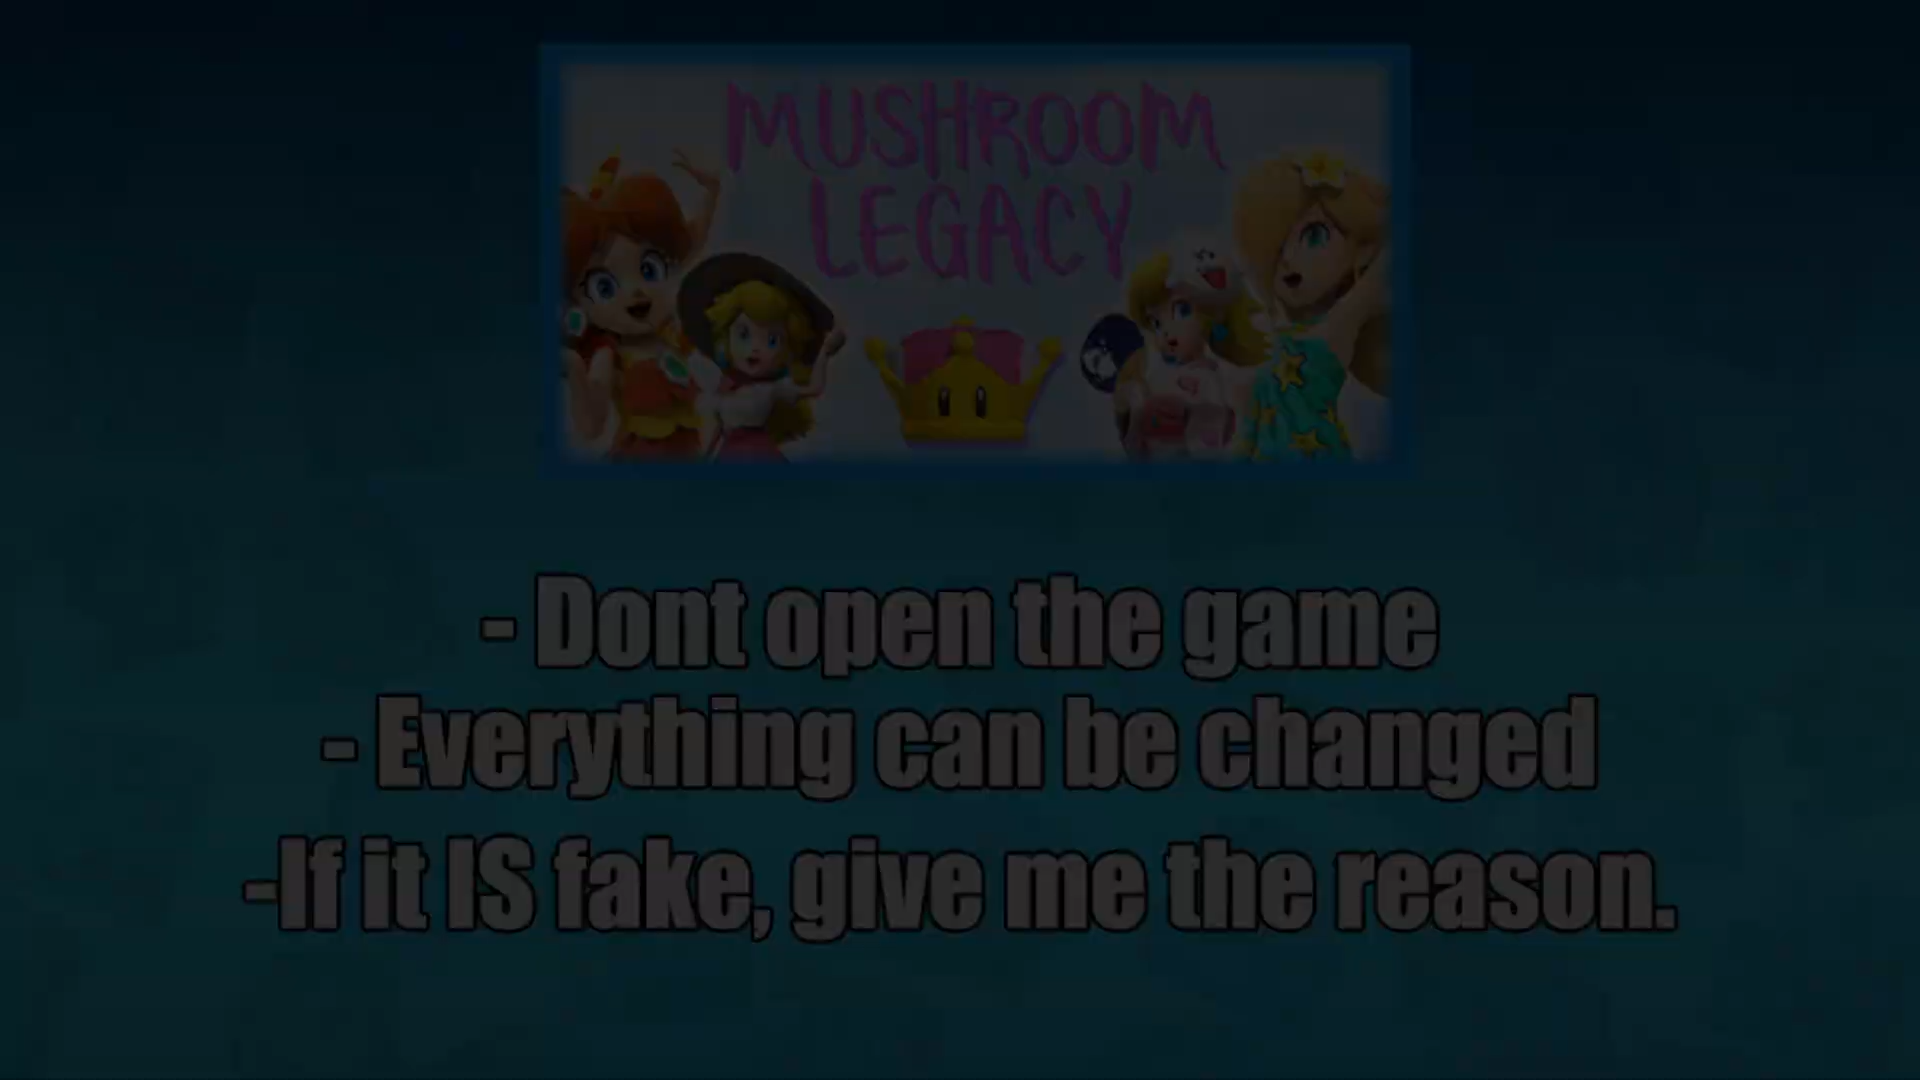 MUSHROOM
LEGACY
- Dont open the game
- Everything can be changed
-If it IS fake, give me the reason.